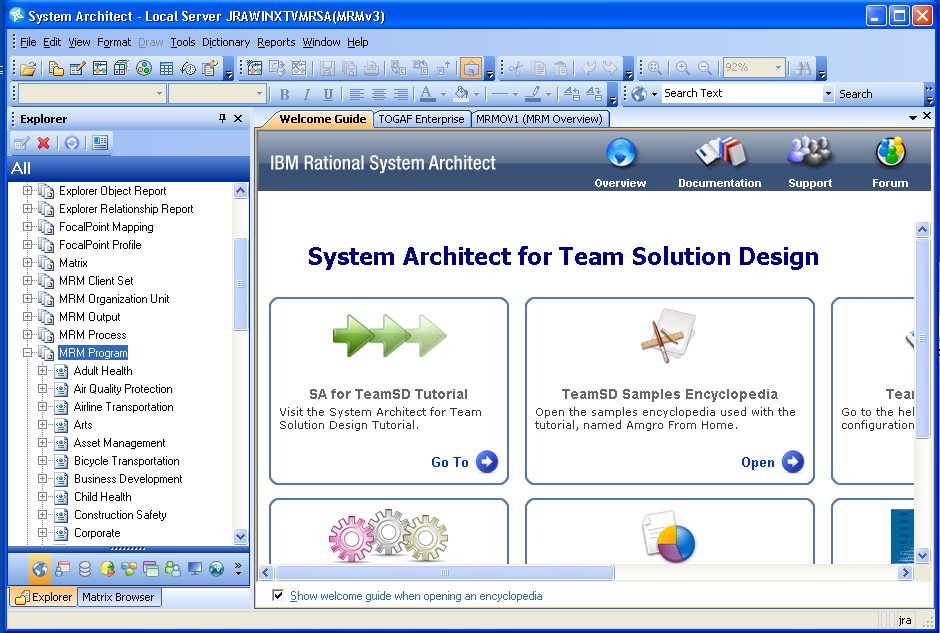 System Architect - Local Server JRAWINXTVMRSA(MRMv3)
File Edit View Format Draw Tools Dictionary Reports Window Help
92%
B I U A Search Text Search
Explorer
Welcome Guide TOGAF Enterprise MRMOV1 (MRM Overview)
All
Explorer Object Report
Explorer Relationship Report
FocalPoint Mapping
FocalPoint Profile
Matrix
MRM Client Set
MRM Organization Unit
MRM Output
MRM Process
MRM Program
Adult Health
Air Quality Protection
Airline Transportation
Arts
Asset Management
Bicycle Transportation
Business Development
Child Health
Construction Safety
Corporate
Explorer Matrix Browser
IBM Rational System Architect
Overview Documentation Support Forum
System Architect for Team Solution Design
SA for TeamSD Tutorial
Visit the System Architect for Team
Solution Design Tutorial.
Go To
TeamSD Samples Encyclopedia
Open the samples encyclopedia used with the
tutorial, named Amgro From Home.
Open
Tea
Go to the hel
configuration
Show welcome guide when opening an encyclopedia
jra